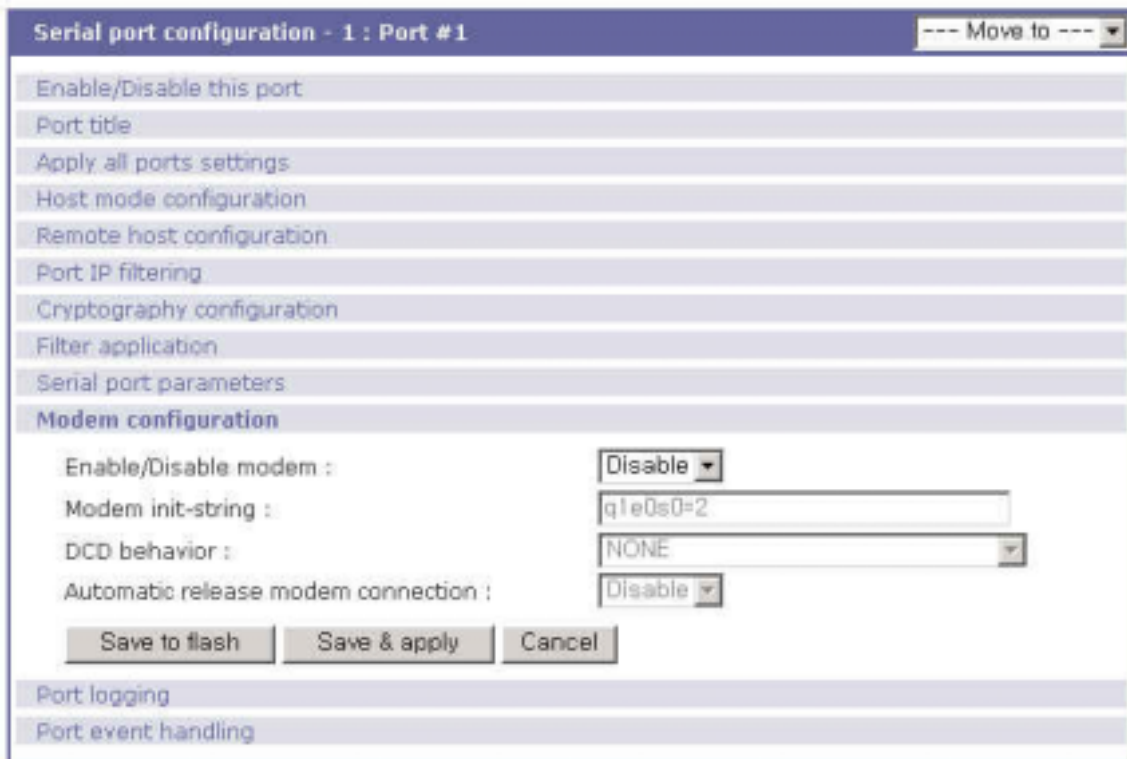 Serial port configuration - 1 : Port #1 --- Move to ---
Enable/Disable this port
Port title
Apply all ports settings
Host mode configuration
Remote host configuration
Port IP filtering
Cryptography configuration
Filter application
Serial port parameters
Modem configuration
Enable/Disable modem : Disable
Modem init-string : q1e0s0=2
DCD behavior : NONE
Automatic release modem connection : Disable
Save to flash Save & apply Cancel
Port logging
Port event handling